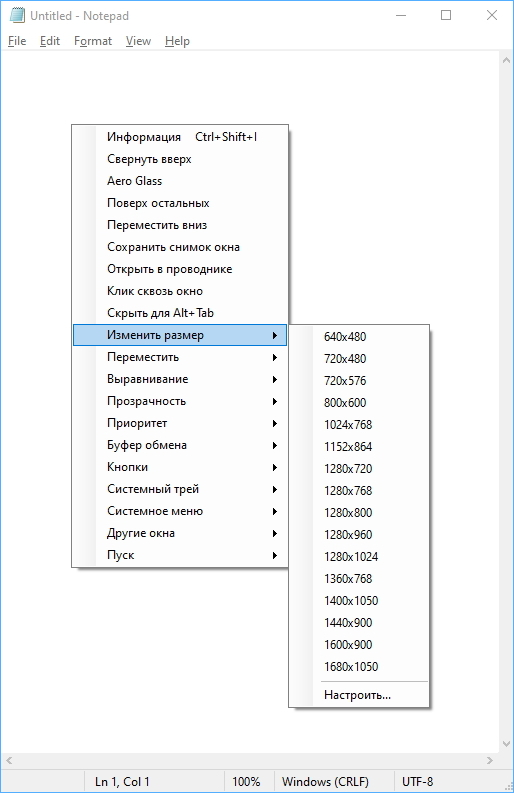 Untitled - Notepad
File Edit Format View Help
Информация Ctrl+Shift+I
Свернуть вверх
Aero Glass
Поверх остальных
Переместить вниз
Сохранить снимок окна
Открыть в проводнике
Клик сквозь окно
Скрыть для Alt+Tab
Изменить размер
Переместить
Выравнивание
Прозрачность
Приоритет
Буфер обмена
Кнопки
Системный трей
Системное меню
Другие окна
Пуск
640x480
720x480
720x576
800x600
1024x768
1152x864
1280x720
1280x768
1280x800
1280x960
1280x1024
1360x768
1400x1050
1440x900
1600x900
1680x1050
Настроить...
Ln 1, Col 1 100% Windows (CRLF) UTF-8